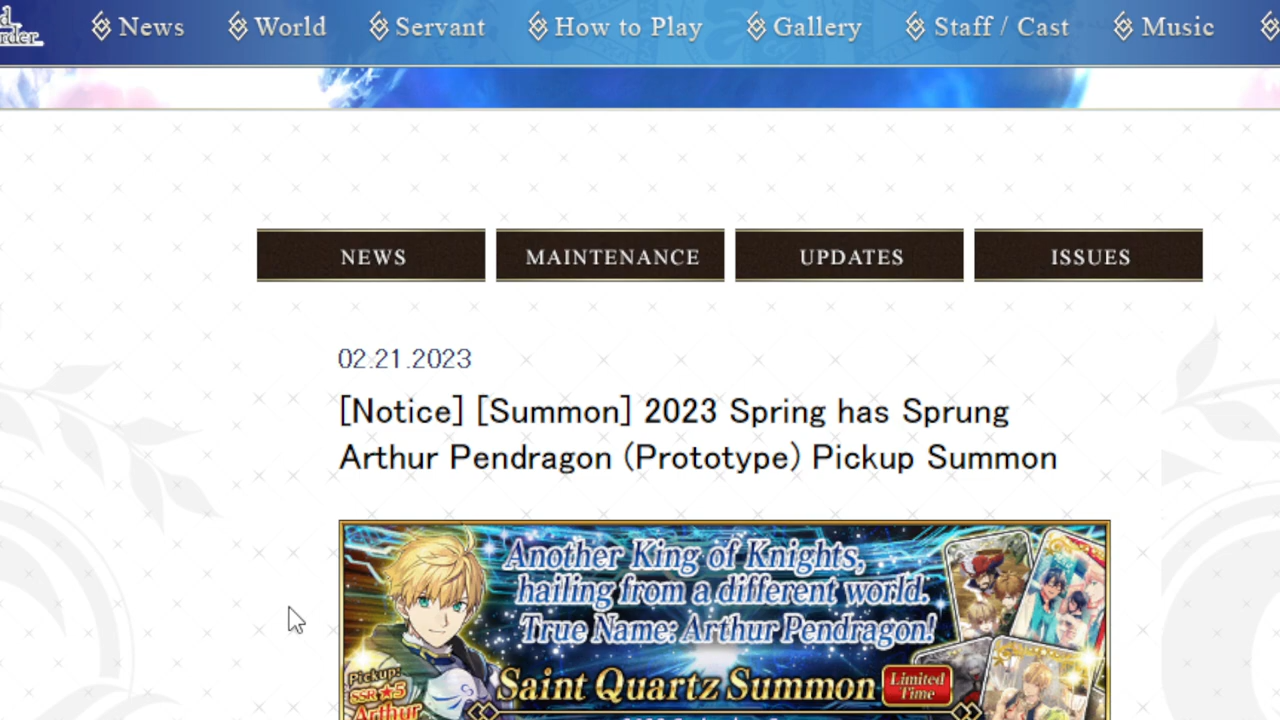 News World Servant How to Play Gallery Staff / Cast Music
NEWS MAINTENANCE UPDATES ISSUES
02.21.2023
[Notice] [Summon] 2023 Spring has Sprung
Arthur Pendragon (Prototype) Pickup Summon
Another King of Knights,
hailing from a different world.
True Name: Arthur Pendragon!
Pickup:
SSR ★5
Arthur
Saint Quartz Summon
Limited
Time